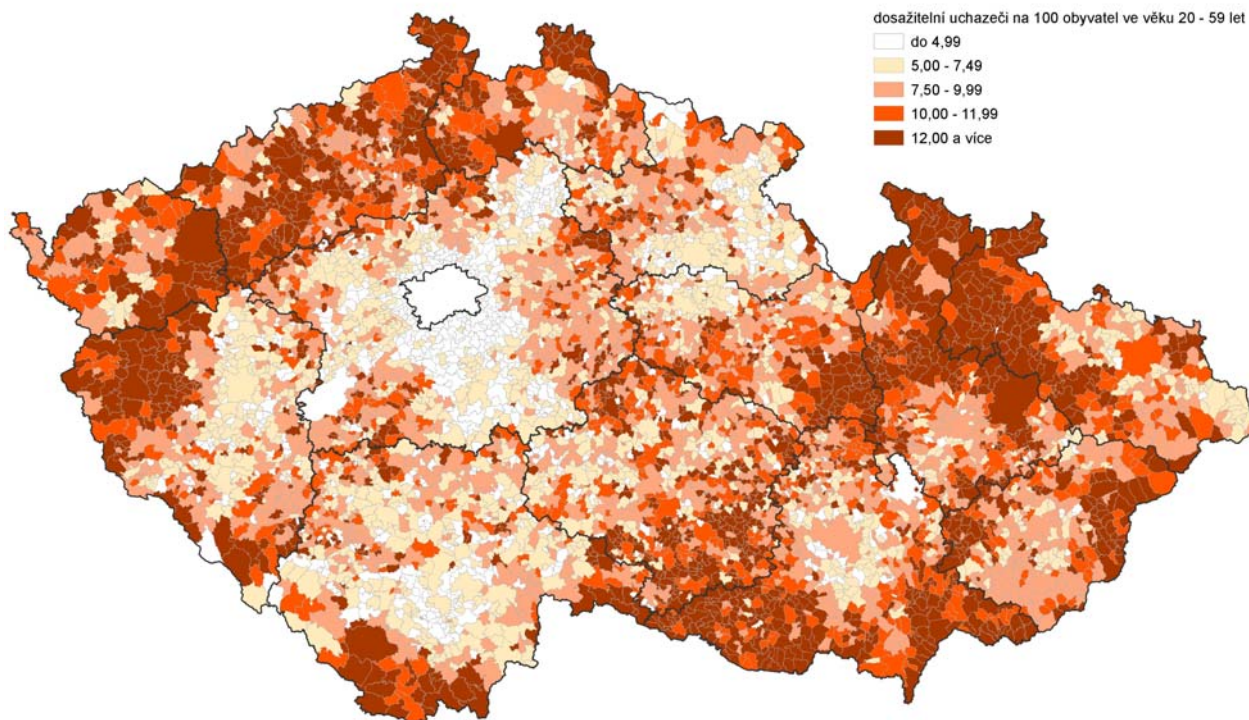 dosažitelní uchazeči na 100 obyvatel ve věku 20 - 59 let
do 4,99
5,00 - 7,49
7,50 - 9,99
10,00 - 11,99
12,00 a více